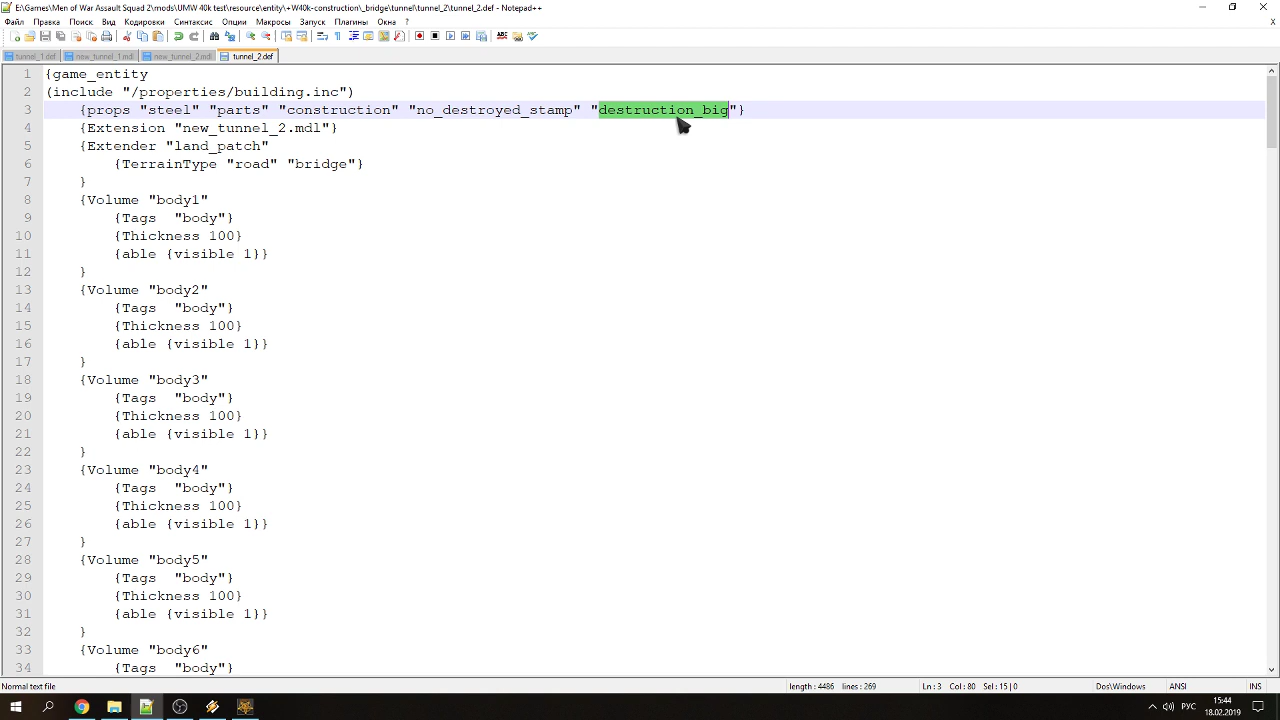 E:\Games\Men of War Assault Squad 2\mods\UMW 40k test\resource\entity\+W40k-construction\_bridge\tunnel\tunnel_2\tunnel_2.def - Notepad++
Файл Правка Поиск Вид Кодировки Синтаксис Опции Макросы Запуск Плагины Окна ? X
tunnel_1.def new_tunnel_1.mdl new_tunnel_2.mdl tunnel_2.def
1 {game_entity
2 (include "/properties/building.inc")
3 {props "steel" "parts" "construction" "no_destroyed_stamp" "destruction_big"}
4 {Extension "new_tunnel_2.mdl"}
5 {Extender "land_patch"
6 {TerrainType "road" "bridge"}
7 }
8 {Volume "body1"
9 {Tags "body"}
10 {Thickness 100}
11 {able {visible 1}}
12 }
13 {Volume "body2"
14 {Tags "body"}
15 {Thickness 100}
16 {able {visible 1}}
17 }
18 {Volume "body3"
19 {Tags "body"}
20 {Thickness 100}
21 {able {visible 1}}
22 }
23 {Volume "body4"
24 {Tags "body"}
25 {Thickness 100}
26 {able {visible 1}}
27 }
28 {Volume "body5"
29 {Tags "body"}
30 {Thickness 100}
31 {able {visible 1}}
32 }
33 {Volume "body6"
34 {Tags "body"}
Normal text file length : 4486 lines : 269 Ln : 3 Col : 80 Sel : 15 | 0 Dos\Windows ANSI INS
РУС 15:44
18.02.2019